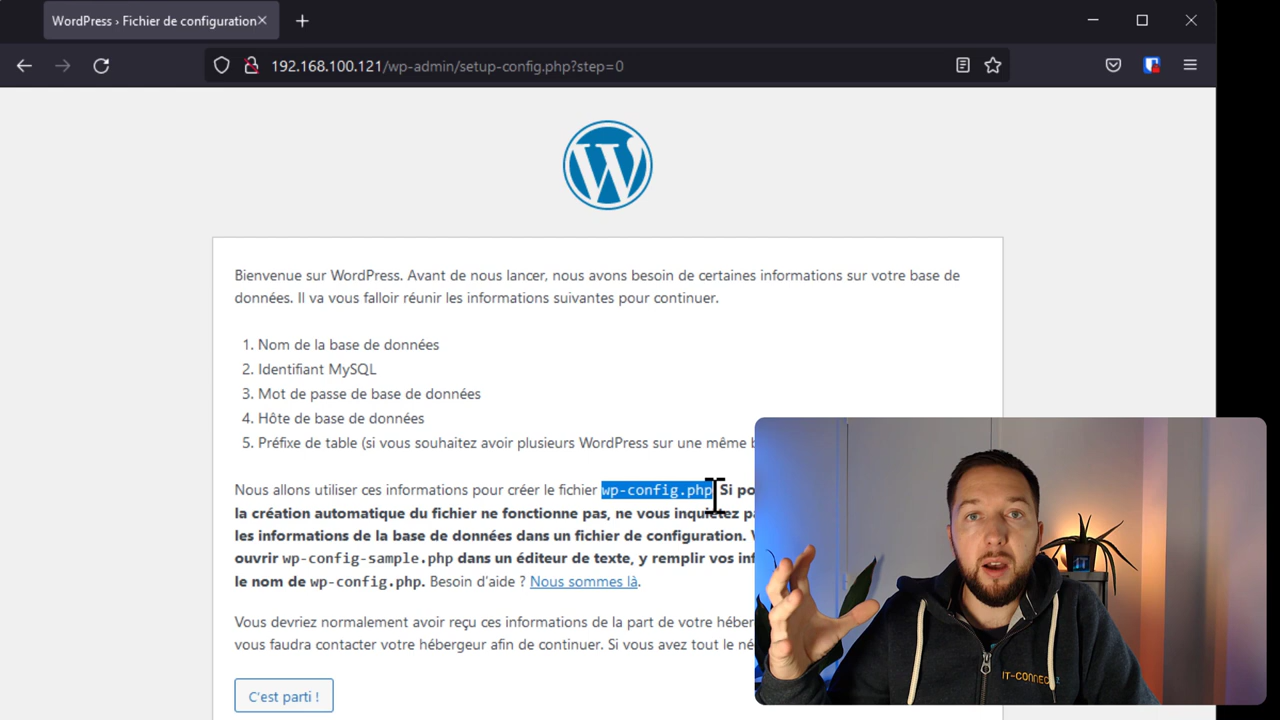 WordPress › Fichier de configuration
192.168.100.121/wp-admin/setup-config.php?step=0
Bienvenue sur WordPress. Avant de nous lancer, nous avons besoin de certaines informations sur votre base de
données. Il va vous falloir réunir les informations suivantes pour continuer.
1. Nom de la base de données
2. Identifiant MySQL
3. Mot de passe de base de données
4. Hôte de base de données
5. Préfixe de table (si vous souhaitez avoir plusieurs WordPress sur une même
Nous allons utiliser ces informations pour créer le fichier wp-config.php Si
la création automatique du fichier ne fonctionne pas, ne vous inquiétez
les informations de la base de données dans un fichier de configuration.
ouvrir wp-config-sample.php dans un éditeur de texte, y remplir vos
le nom de wp-config.php. Besoin d'aide ? Nous sommes là.
Vous devriez normalement avoir reçu ces informations de la part de votre
vous faudra contacter votre hébergeur afin de continuer. Si vous avez tout le
C'est parti !
IT-CONNECT